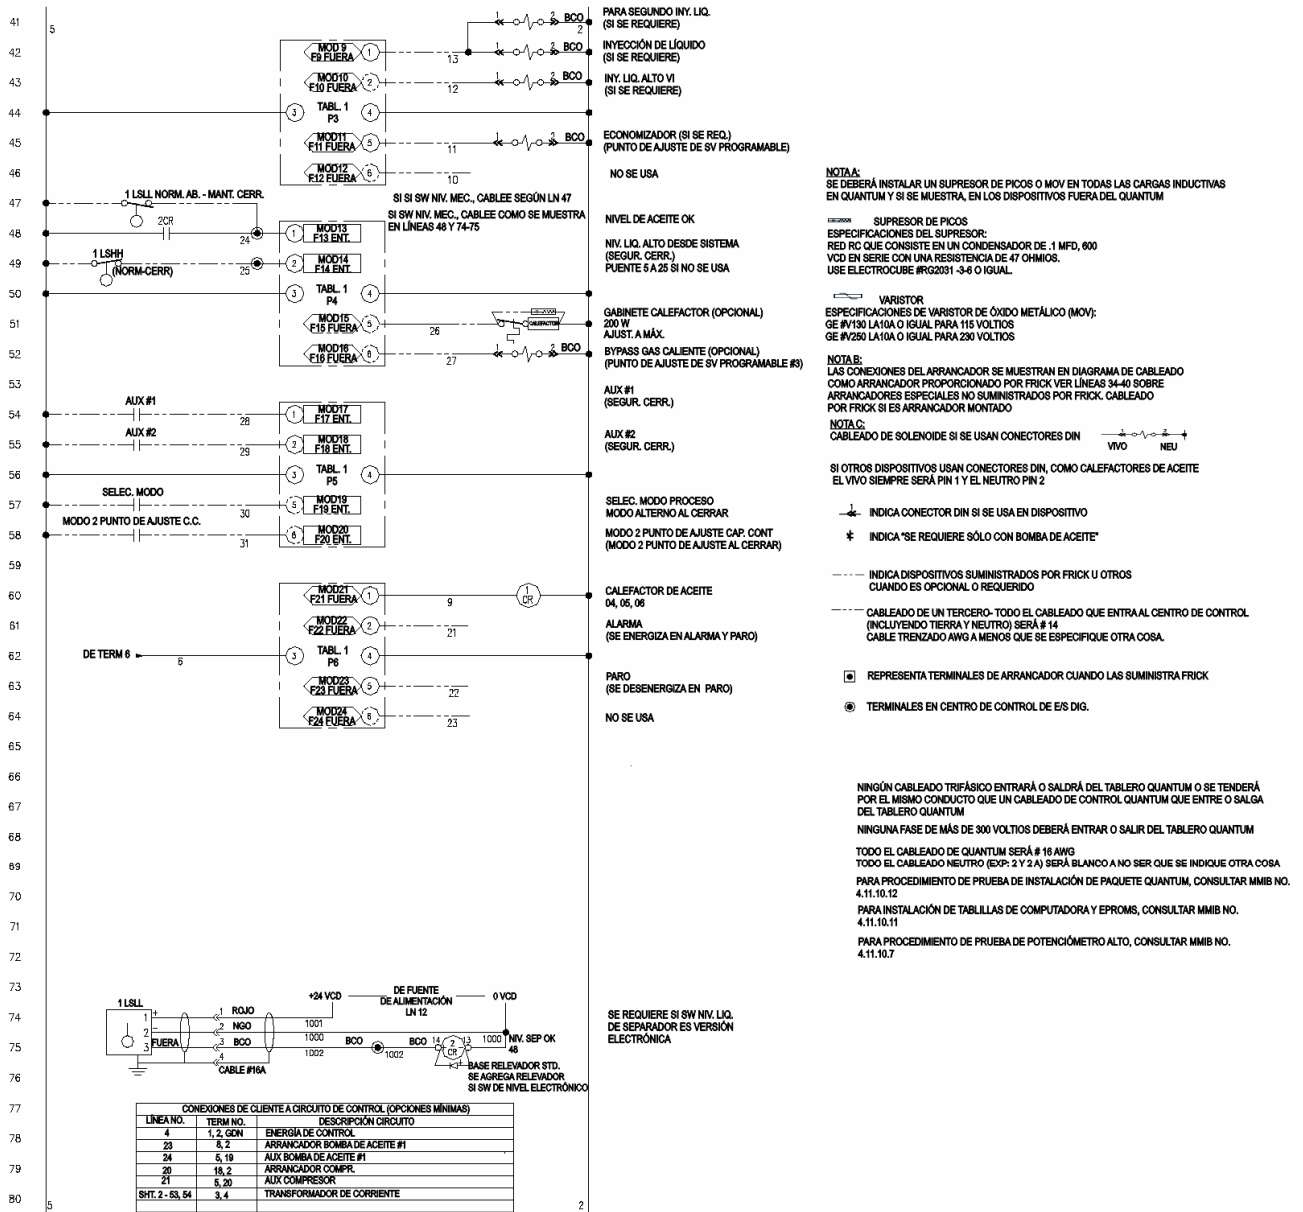 41
5
1
2
BCO
2
PARA SEGUNDO INY. LIQ.
(SI SE REQUIERE)
42
MOD 9
F9 FUERA
1
13
1
2
BCO
INYECCIÓN DE LÍQUIDO
(SI SE REQUIERE)
43
MOD10
F10 FUERA
2
12
1
2
BCO
INY. LIQ. ALTO VI
(SI SE REQUIERE)
44
3
TABL. 1
P3
4
45
MOD11
F11 FUERA
5
11
1
2
BCO
ECONOMIZADOR (SI SE REQ.)
(PUNTO DE AJUSTE DE SV PROGRAMABLE)
46
MOD12
F12 FUERA
6
10
NO SE USA
47
1 LSLL NORM. AB. - MANT. CERR.
SI SI SW NIV. MEC., CABLEE SEGÚN LN 47
SI SW NIV. MEC., CABLEE COMO SE MUESTRA
EN LÍNEAS 48 Y 74-75
48
2CR
24
1
MOD13
F13 ENT.
NIVEL DE ACEITE OK
49
1 LSHH
(NORM-CERR)
25
2
MOD14
F14 ENT.
NIV. LIQ. ALTO DESDE SISTEMA
(SEGUR. CERR.)
PUENTE 5 A 25 SI NO SE USA
50
3
TABL. 1
P4
4
51
MOD15
F15 FUERA
5
26
CALEFACTOR
GABINETE CALEFACTOR (OPCIONAL)
200 W
AJUST. A MÁX.
52
MOD16
F16 FUERA
6
27
1
2
BCO
BYPASS GAS CALIENTE (OPCIONAL)
(PUNTO DE AJUSTE DE SV PROGRAMABLE #3)
53
54
AUX #1
28
1
MOD17
F17 ENT.
AUX #1
(SEGUR. CERR.)
55
AUX #2
29
2
MOD18
F18 ENT.
AUX #2
(SEGUR. CERR.)
56
3
TABL. 1
P5
4
57
SELEC. MODO
30
5
MOD19
F19 ENT.
SELEC. MODO PROCESO
MODO ALTERNO AL CERRAR
58
MODO 2 PUNTO DE AJUSTE C.C.
31
6
MOD20
F20 ENT.
MODO 2 PUNTO DE AJUSTE CAP. CONT
(MODO 2 PUNTO DE AJUSTE AL CERRAR)
59
60
MOD21
F21 FUERA
1
9
1
CR
CALEFACTOR DE ACEITE
04, 05, 06
61
MOD22
F22 FUERA
2
21
ALARMA
(SE ENERGIZA EN ALARMA Y PARO)
62
DE TERM 6
6
3
TABL. 1
P6
4
63
MOD23
F23 FUERA
5
22
PARO
(SE DESENERGIZA EN PARO)
64
MOD24
F24 FUERA
6
23
NO SE USA
65
66
67
68
69
70
71
72
73
74
75
76
77
78
79
80
NOTA A:
SE DEBERÁ INSTALAR UN SUPRESOR DE PICOS O MOV EN TODAS LAS CARGAS INDUCTIVAS
EN QUANTUM Y SI SE MUESTRA, EN LOS DISPOSITIVOS FUERA DEL QUANTUM
SUPRESOR DE PICOS
ESPECIFICACIONES DEL SUPRESOR:
RED RC QUE CONSISTE EN UN CONDENSADOR DE .1 MFD, 600
VCD EN SERIE CON UNA RESISTENCIA DE 47 OHMIOS.
USE ELECTROCUBE #RG2031 -3-6 O IGUAL.
VARISTOR
ESPECIFICACIONES DE VARISTOR DE ÓXIDO METÁLICO (MOV):
GE #V130 LA10A O IGUAL PARA 115 VOLTIOS
GE #V250 LA10A O IGUAL PARA 230 VOLTIOS
NOTA B:
LAS CONEXIONES DEL ARRANCADOR SE MUESTRAN EN DIAGRAMA DE CABLEADO
COMO ARRANCADOR PROPORCIONADO POR FRICK VER LÍNEAS 34-40 SOBRE
ARRANCADORES ESPECIALES NO SUMINISTRADOS POR FRICK. CABLEADO
POR FRICK SI ES ARRANCADOR MONTADO
NOTA C:
CABLEADO DE SOLENOIDE SI SE USAN CONECTORES DIN
1
2
VIVO
NEU
SI OTROS DISPOSITIVOS USAN CONECTORES DIN, COMO CALEFACTORES DE ACEITE
EL VIVO SIEMPRE SERÁ PIN 1 Y EL NEUTRO PIN 2
INDICA CONECTOR DIN SI SE USA EN DISPOSITIVO
INDICA "SE REQUIERE SÓLO CON BOMBA DE ACEITE"
INDICA DISPOSITIVOS SUMINISTRADOS POR FRICK U OTROS
CUANDO ES OPCIONAL O REQUERIDO
CABLEADO DE UN TERCERO- TODO EL CABLEADO QUE ENTRA AL CENTRO DE CONTROL
(INCLUYENDO TIERRA Y NEUTRO) SERÁ # 14
CABLE TRENZADO AWG A MENOS QUE SE ESPECIFIQUE OTRA COSA.
REPRESENTA TERMINALES DE ARRANCADOR CUANDO LAS SUMINISTRA FRICK
TERMINALES EN CENTRO DE CONTROL DE E/S DIG.
NINGÚN CABLEADO TRIFÁSICO ENTRARÁ O SALDRÁ DEL TABLERO QUANTUM O SE TENDERÁ
POR EL MISMO CONDUCTO QUE UN CABLEADO DE CONTROL QUANTUM QUE ENTRE O SALGA
DEL TABLERO QUANTUM
NINGUNA FASE DE MÁS DE 300 VOLTIOS DEBERÁ ENTRAR O SALIR DEL TABLERO QUANTUM
TODO EL CABLEADO DE QUANTUM SERÁ # 16 AWG
TODO EL CABLEADO NEUTRO (EXP: 2 Y 2 A) SERÁ BLANCO A NO SER QUE SE INDIQUE OTRA COSA
PARA PROCEDIMIENTO DE PRUEBA DE INSTALACIÓN DE PAQUETE QUANTUM, CONSULTAR MMIB NO.
4.11.10.12
PARA INSTALACIÓN DE TABLILLAS DE COMPUTADORA Y EPROMS, CONSULTAR MMIB NO.
4.11.10.11
PARA PROCEDIMIENTO DE PRUEBA DE POTENCIÓMETRO ALTO, CONSULTAR MMIB NO.
4.11.10.7
+24 VCD
DE FUENTE
DE ALIMENTACIÓN
LN 12
0 VCD
1 LSLL
1 +
2 −
3
FUERA
1 ROJO
2 NGO
3 BCO
4
CABLE #16A
1001
1000
1002
BCO
1002
BCO
14
2
CR
13
1000
NIV. SEP OK
48
BASE RELEVADOR STD.
SE AGREGA RELEVADOR
SI SW DE NIVEL ELECTRÓNICO
SE REQUIERE SI SW NIV. LIQ.
DE SEPARADOR ES VERSIÓN
ELECTRÓNICA
CONEXIONES DE CLIENTE A CIRCUITO DE CONTROL (OPCIONES MÍNIMAS)
LÍNEA NO. TERM NO. DESCRIPCIÓN CIRCUITO
4 1, 2, GDN ENERGÍA DE CONTROL
23 8, 2 ARRANCADOR BOMBA DE ACEITE #1
24 5, 19 AUX BOMBA DE ACEITE #1
20 18, 2 ARRANCADOR COMPR.
21 5, 20 AUX COMPRESOR
SHT. 2 - 53, 54 3, 4 TRANSFORMADOR DE CORRIENTE
5
2